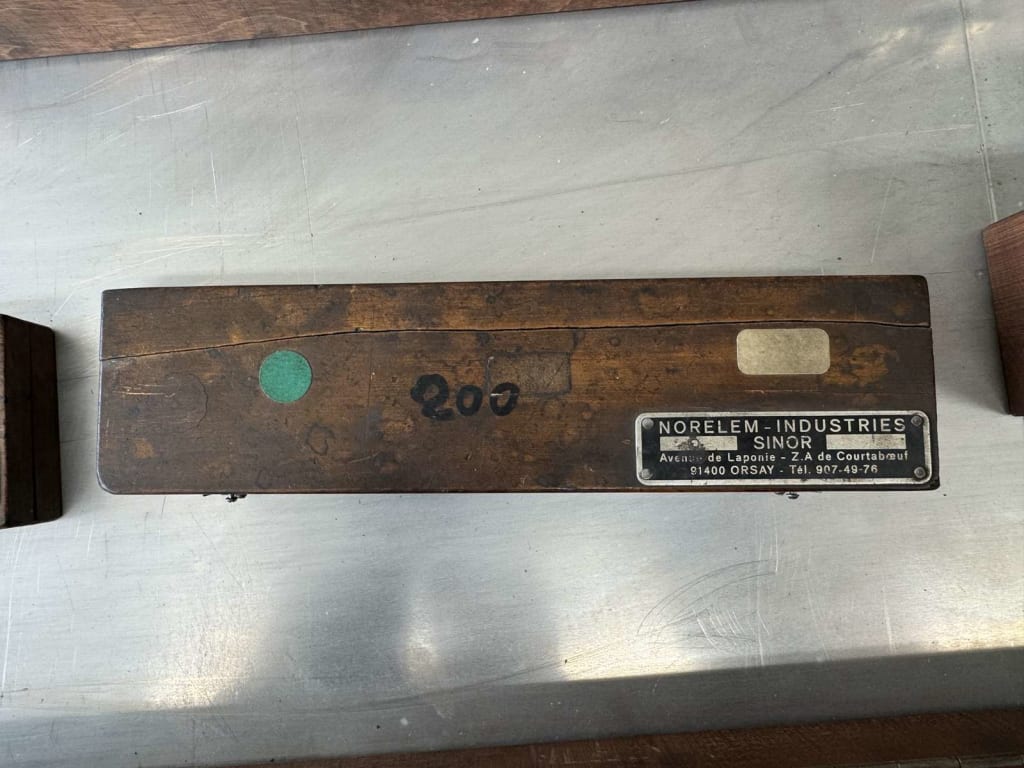 200
NORELEM - INDUSTRIES
SINOR
Avenue de Laponie - Z.A de Courtabœuf
91400 ORSAY - Tél. 907-49-76